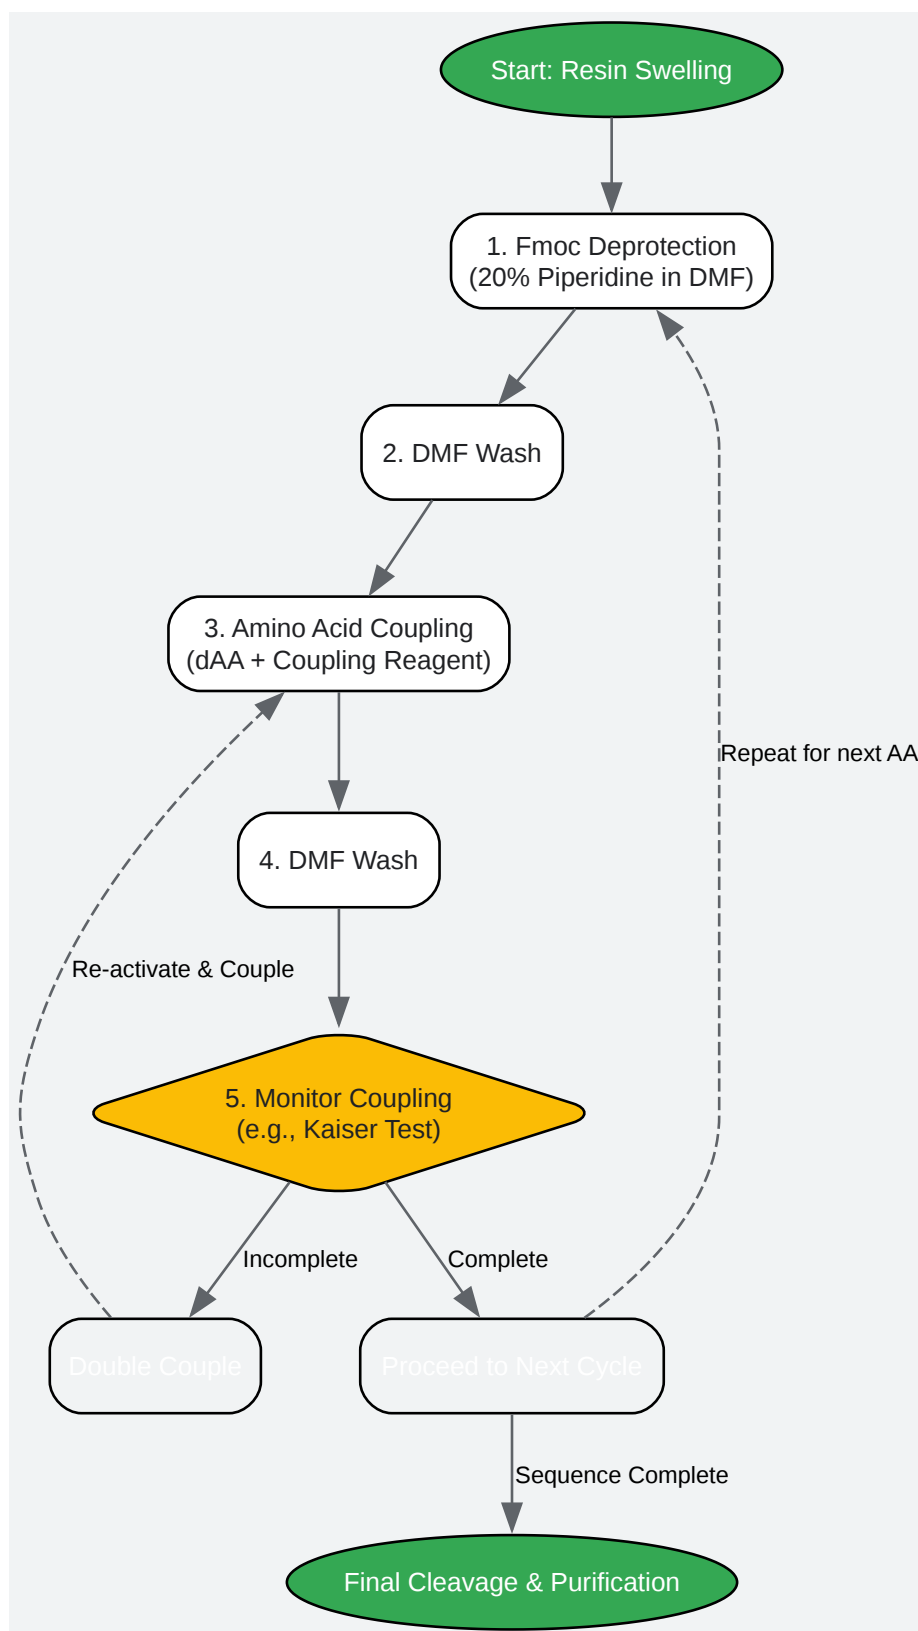 Start: Resin Swelling
1. Fmoc Deprotection
(20% Piperidine in DMF)
2. DMF Wash
3. Amino Acid Coupling
(dAA + Coupling Reagent)
Repeat for next AA
4. DMF Wash
Re-activate & Couple
5. Monitor Coupling
(e.g., Kaiser Test)
Incomplete
Complete
Double Couple
Proceed to Next Cycle
Sequence Complete
Final Cleavage & Purification